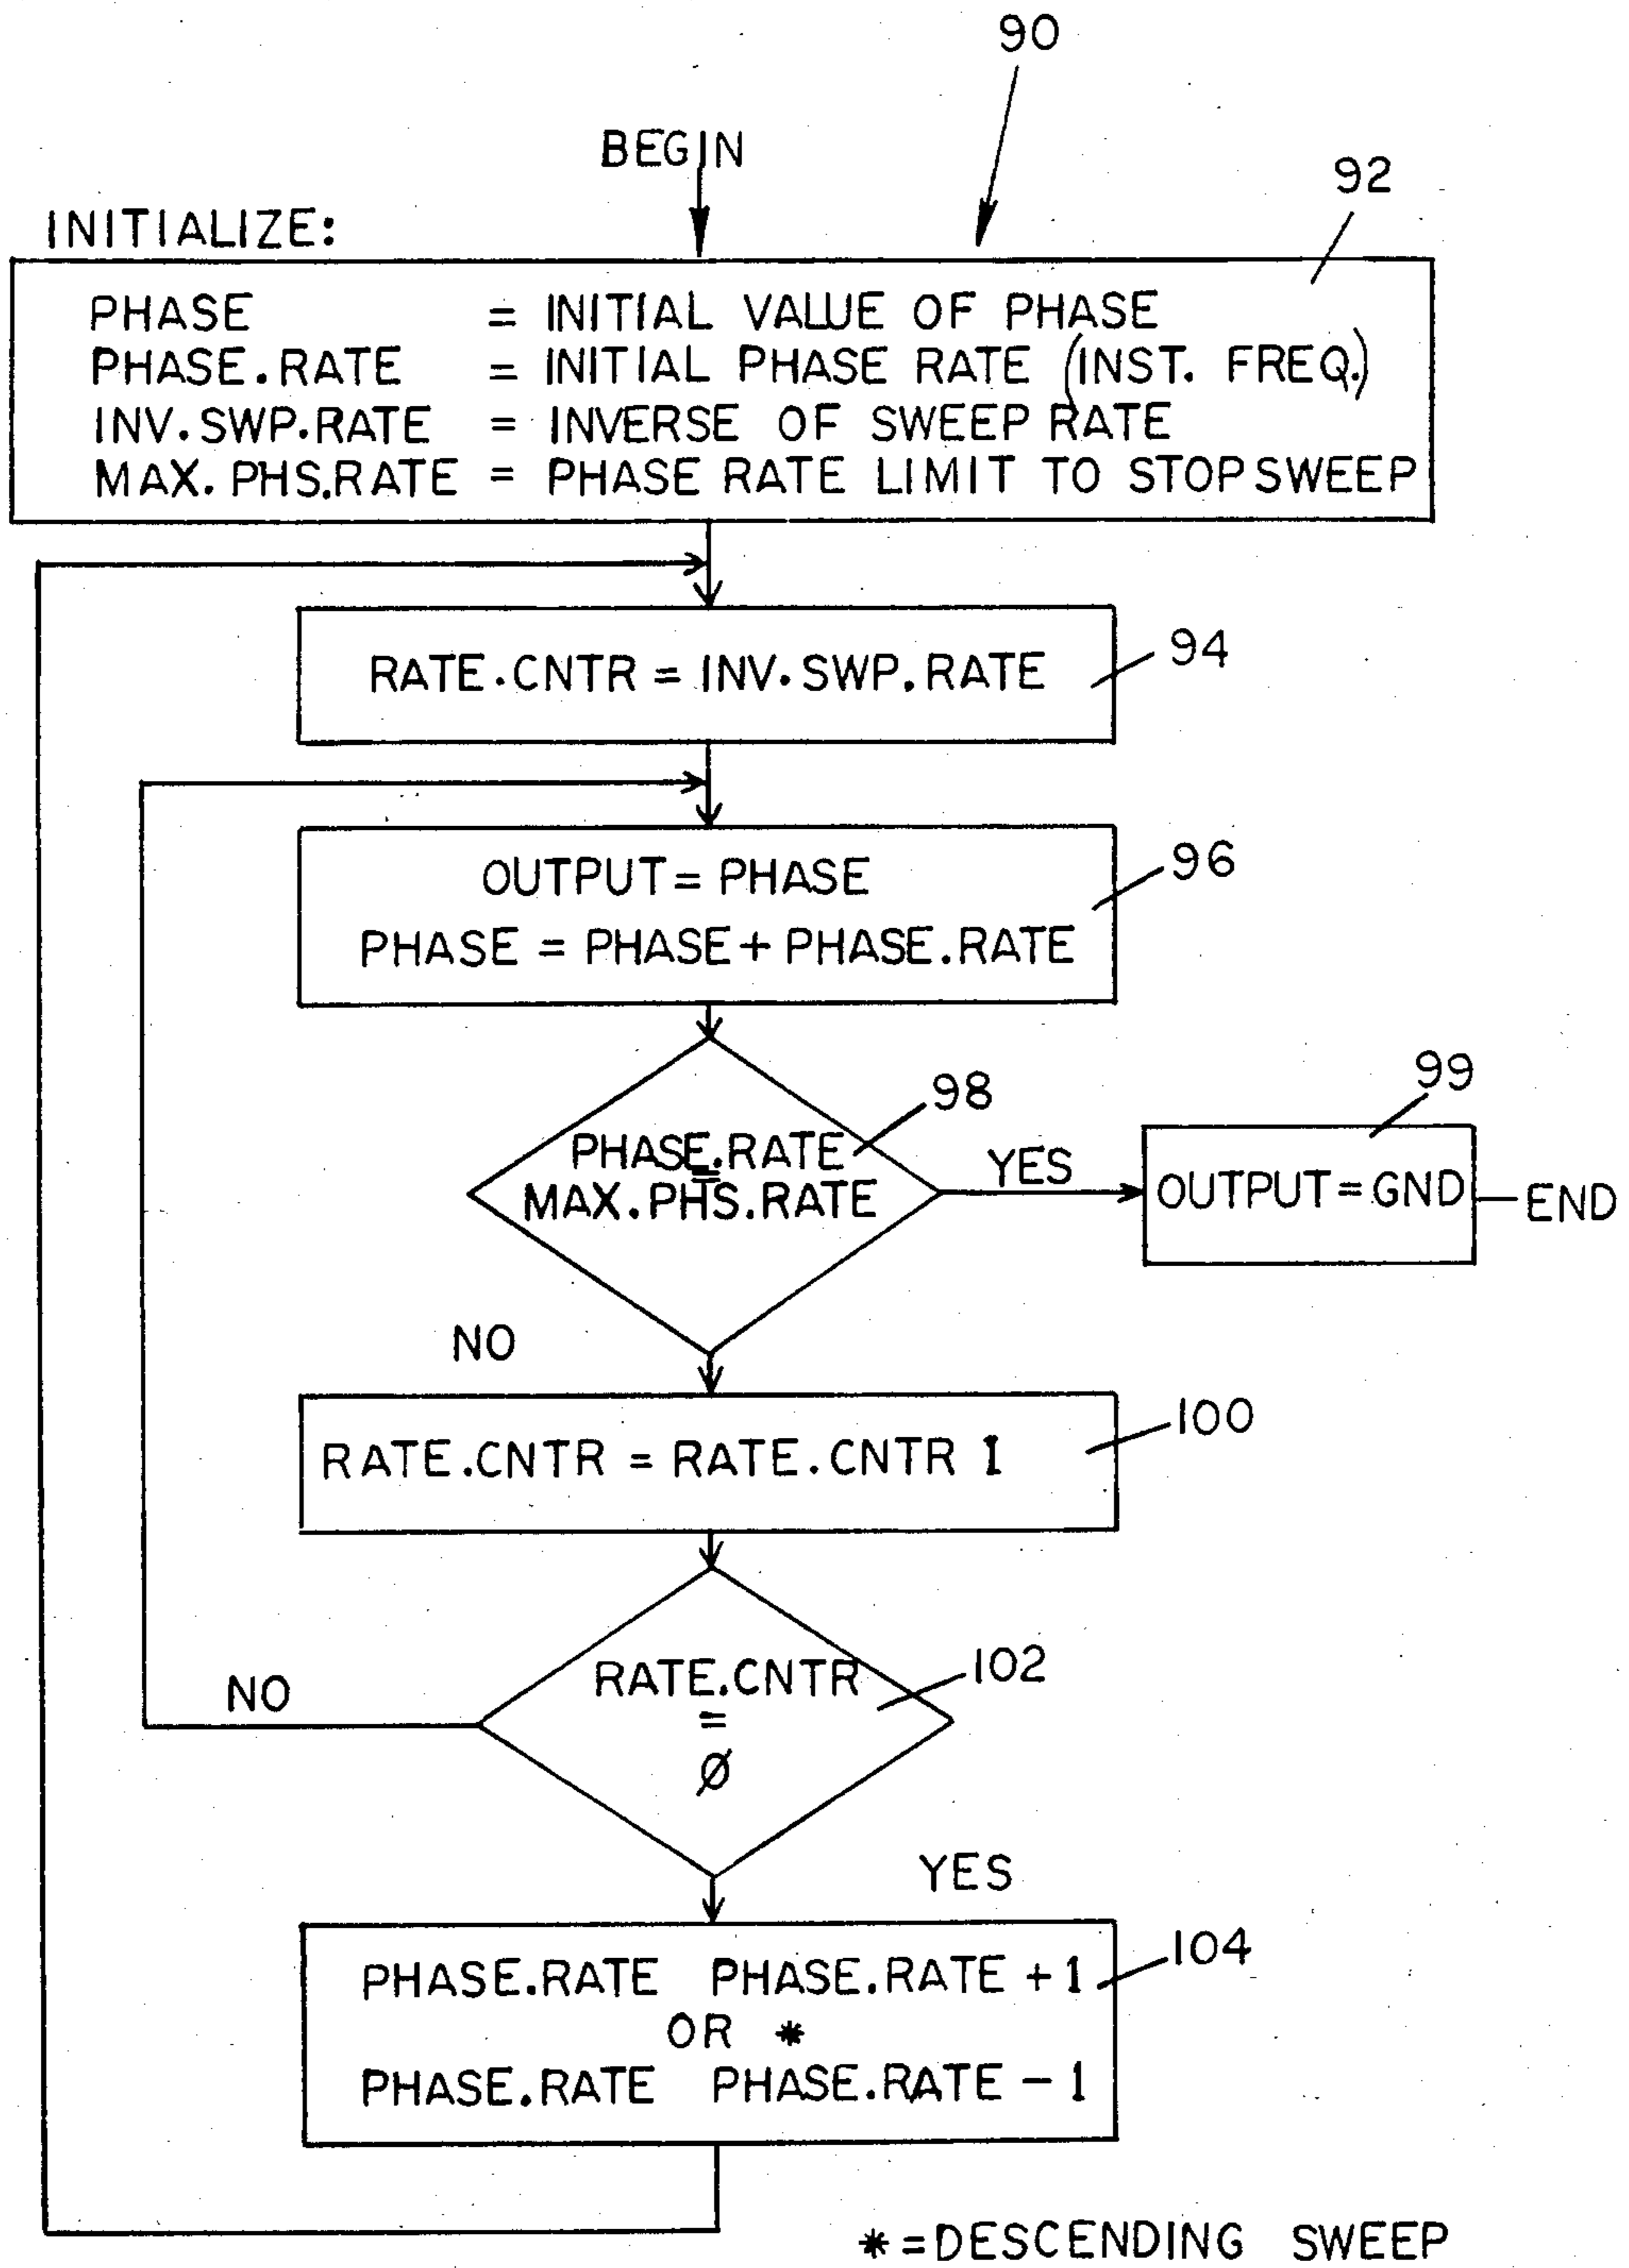 90
BEGIN
92
INITIALIZE:
PHASE = INITIAL VALUE OF PHASE
PHASE.RATE = INITIAL PHASE RATE (INST. FREQ.)
INV.SWP.RATE = INVERSE OF SWEEP RATE
MAX. PHS.RATE = PHASE RATE LIMIT TO STOP SWEEP
RATE.CNTR = INV.SWP.RATE
94
OUTPUT = PHASE
96
PHASE = PHASE + PHASE.RATE
98
99
PHASE.RATE
=
MAX.PHS.RATE
YES
OUTPUT = GND
END
NO
100
RATE.CNTR = RATE.CNTR 1
RATE.CNTR
=
Ø
102
NO
YES
104
PHASE.RATE PHASE.RATE + 1
OR *
PHASE.RATE PHASE.RATE - 1
* = DESCENDING SWEEP